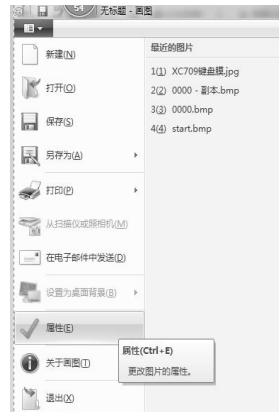 54
无标题 - 画图
新建(N)
打开(O)
保存(S)
另存为(A)
打印(P)
从扫描仪或照相机(M)
在电子邮件中发送(D)
设置为桌面背景(B)
属性(E)
关于画图(T)
退出(X)
最近的图片
1(1) XC709键盘膜.jpg
2(2) 0000 - 副本.bmp
3(3) 0000.bmp
4(4) start.bmp
属性(Ctrl+E)
更改图片的属性。